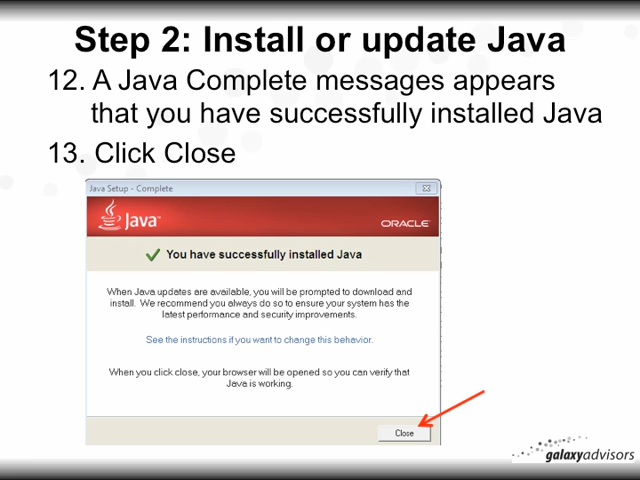 Step 2: Install or update Java
12. A Java Complete messages appears
that you have successfully installed Java
13. Click Close
Java Setup - Complete
Java™
ORACLE
You have successfully installed Java
When Java updates are available, you will be prompted to download and
install. We recommend you always do so to ensure your system has the
latest performance and security improvements.
See the instructions if you want to change this behavior.
When you click close, your browser will be opened so you can verify that
Java is working.
Close
galaxyadvisors